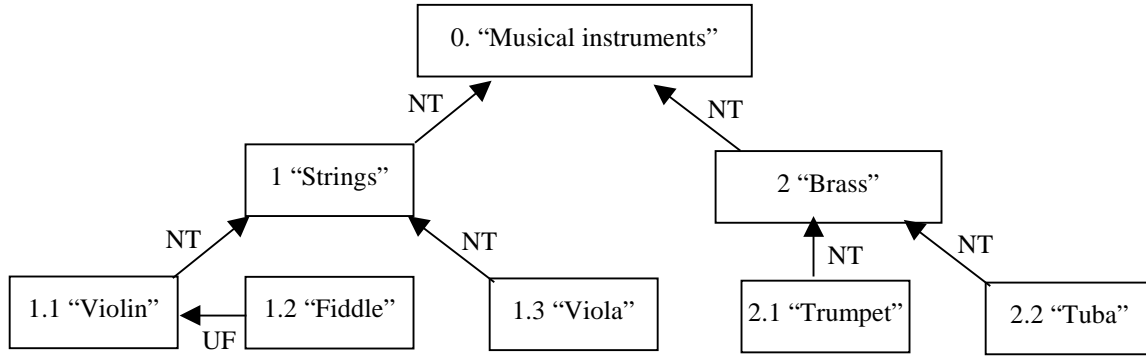 0. “Musical instruments”
NT
NT
1 “Strings”
2 “Brass”
NT
NT
NT
NT
1.1 “Violin”
UF
1.2 “Fiddle”
1.3 “Viola”
2.1 “Trumpet”
2.2 “Tuba”